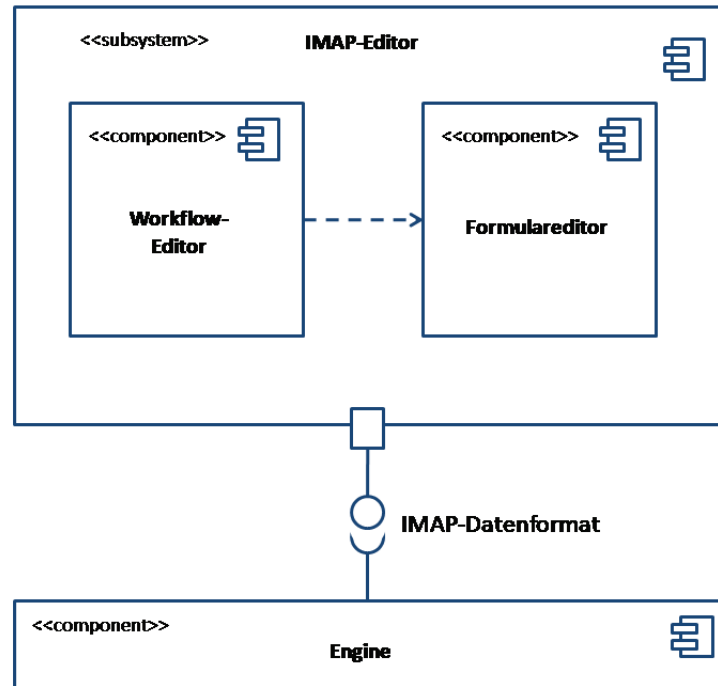 <<subsystem>> IMAP-Editor
<<component>> <<component>>
Workflow-
Editor
Formulareditor
IMAP-Datenformat
<<component>>
Engine